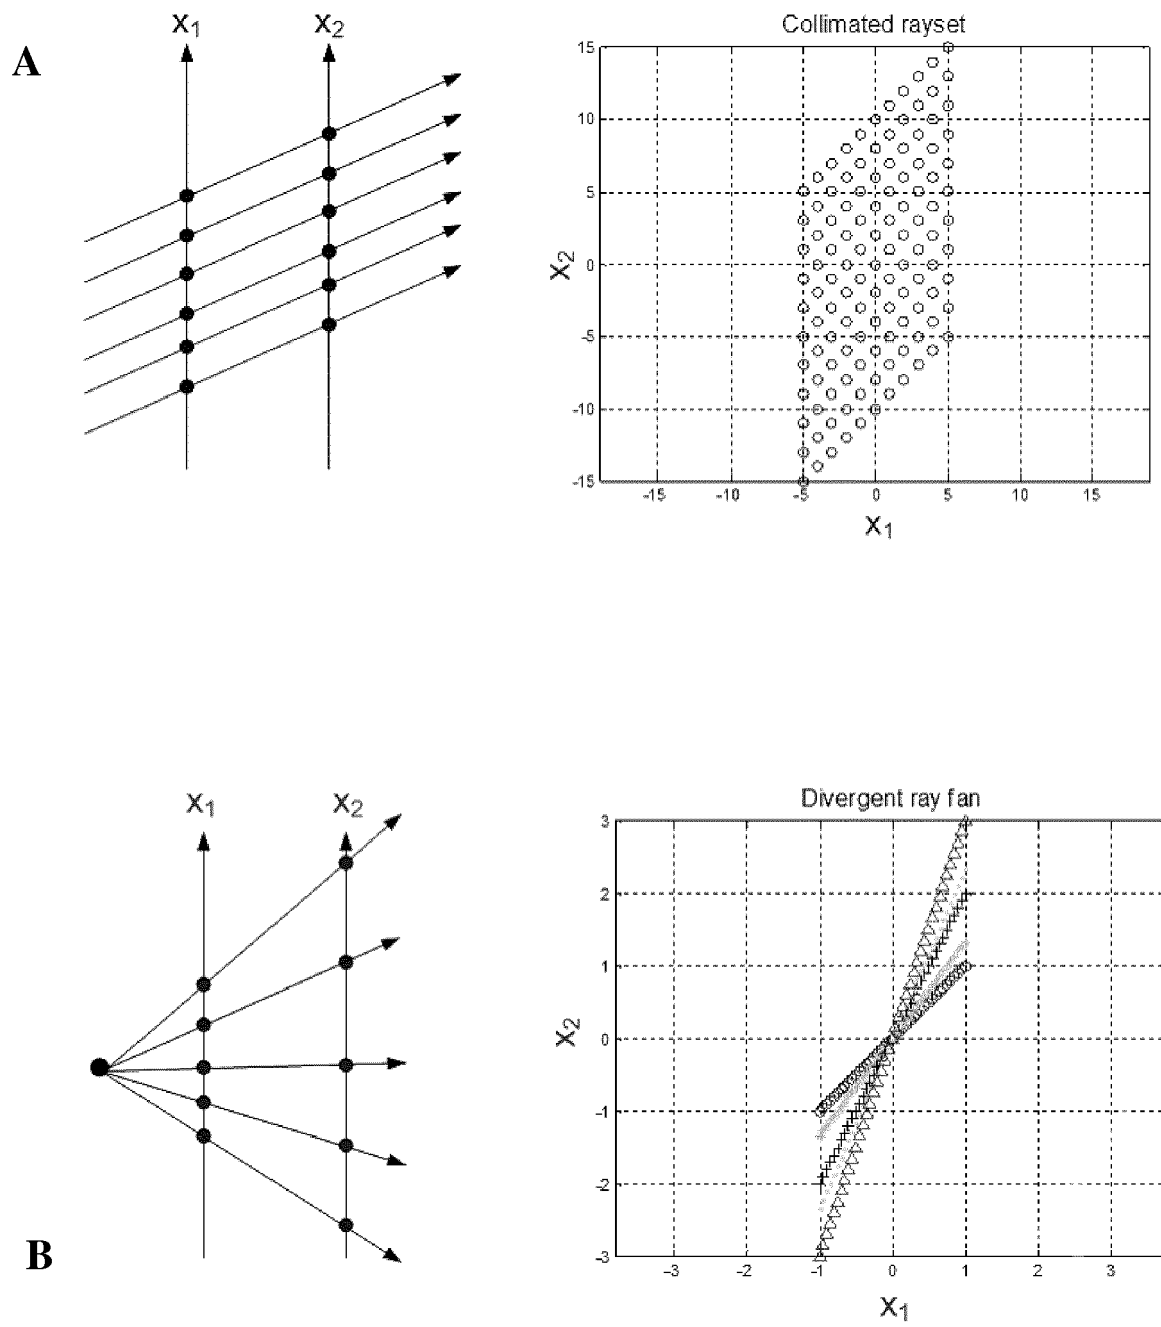 A
X1
X2
Collimated rayset
15
10
5
0
-5
-10
-15
X2
-15 -10 -5 0 5 10 15
X1
X1
X2
B
Divergent ray fan
3
2
1
0
-1
-2
-3
X2
-3 -2 -1 0 1 2 3
X1